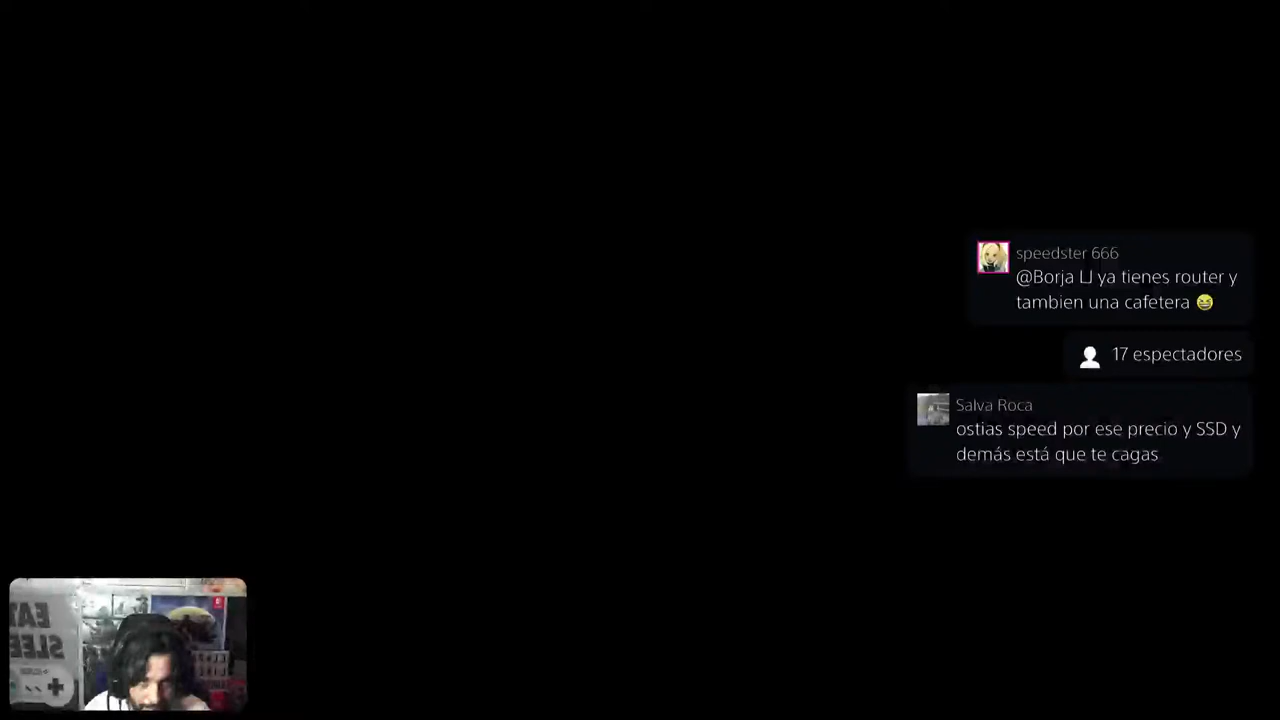 speedster 666
@Borja LJ ya tienes router y
tambien una cafetera 😆
17 espectadores
Salva Roca
ostias speed por ese precio y SSD y
demás está que te cagas